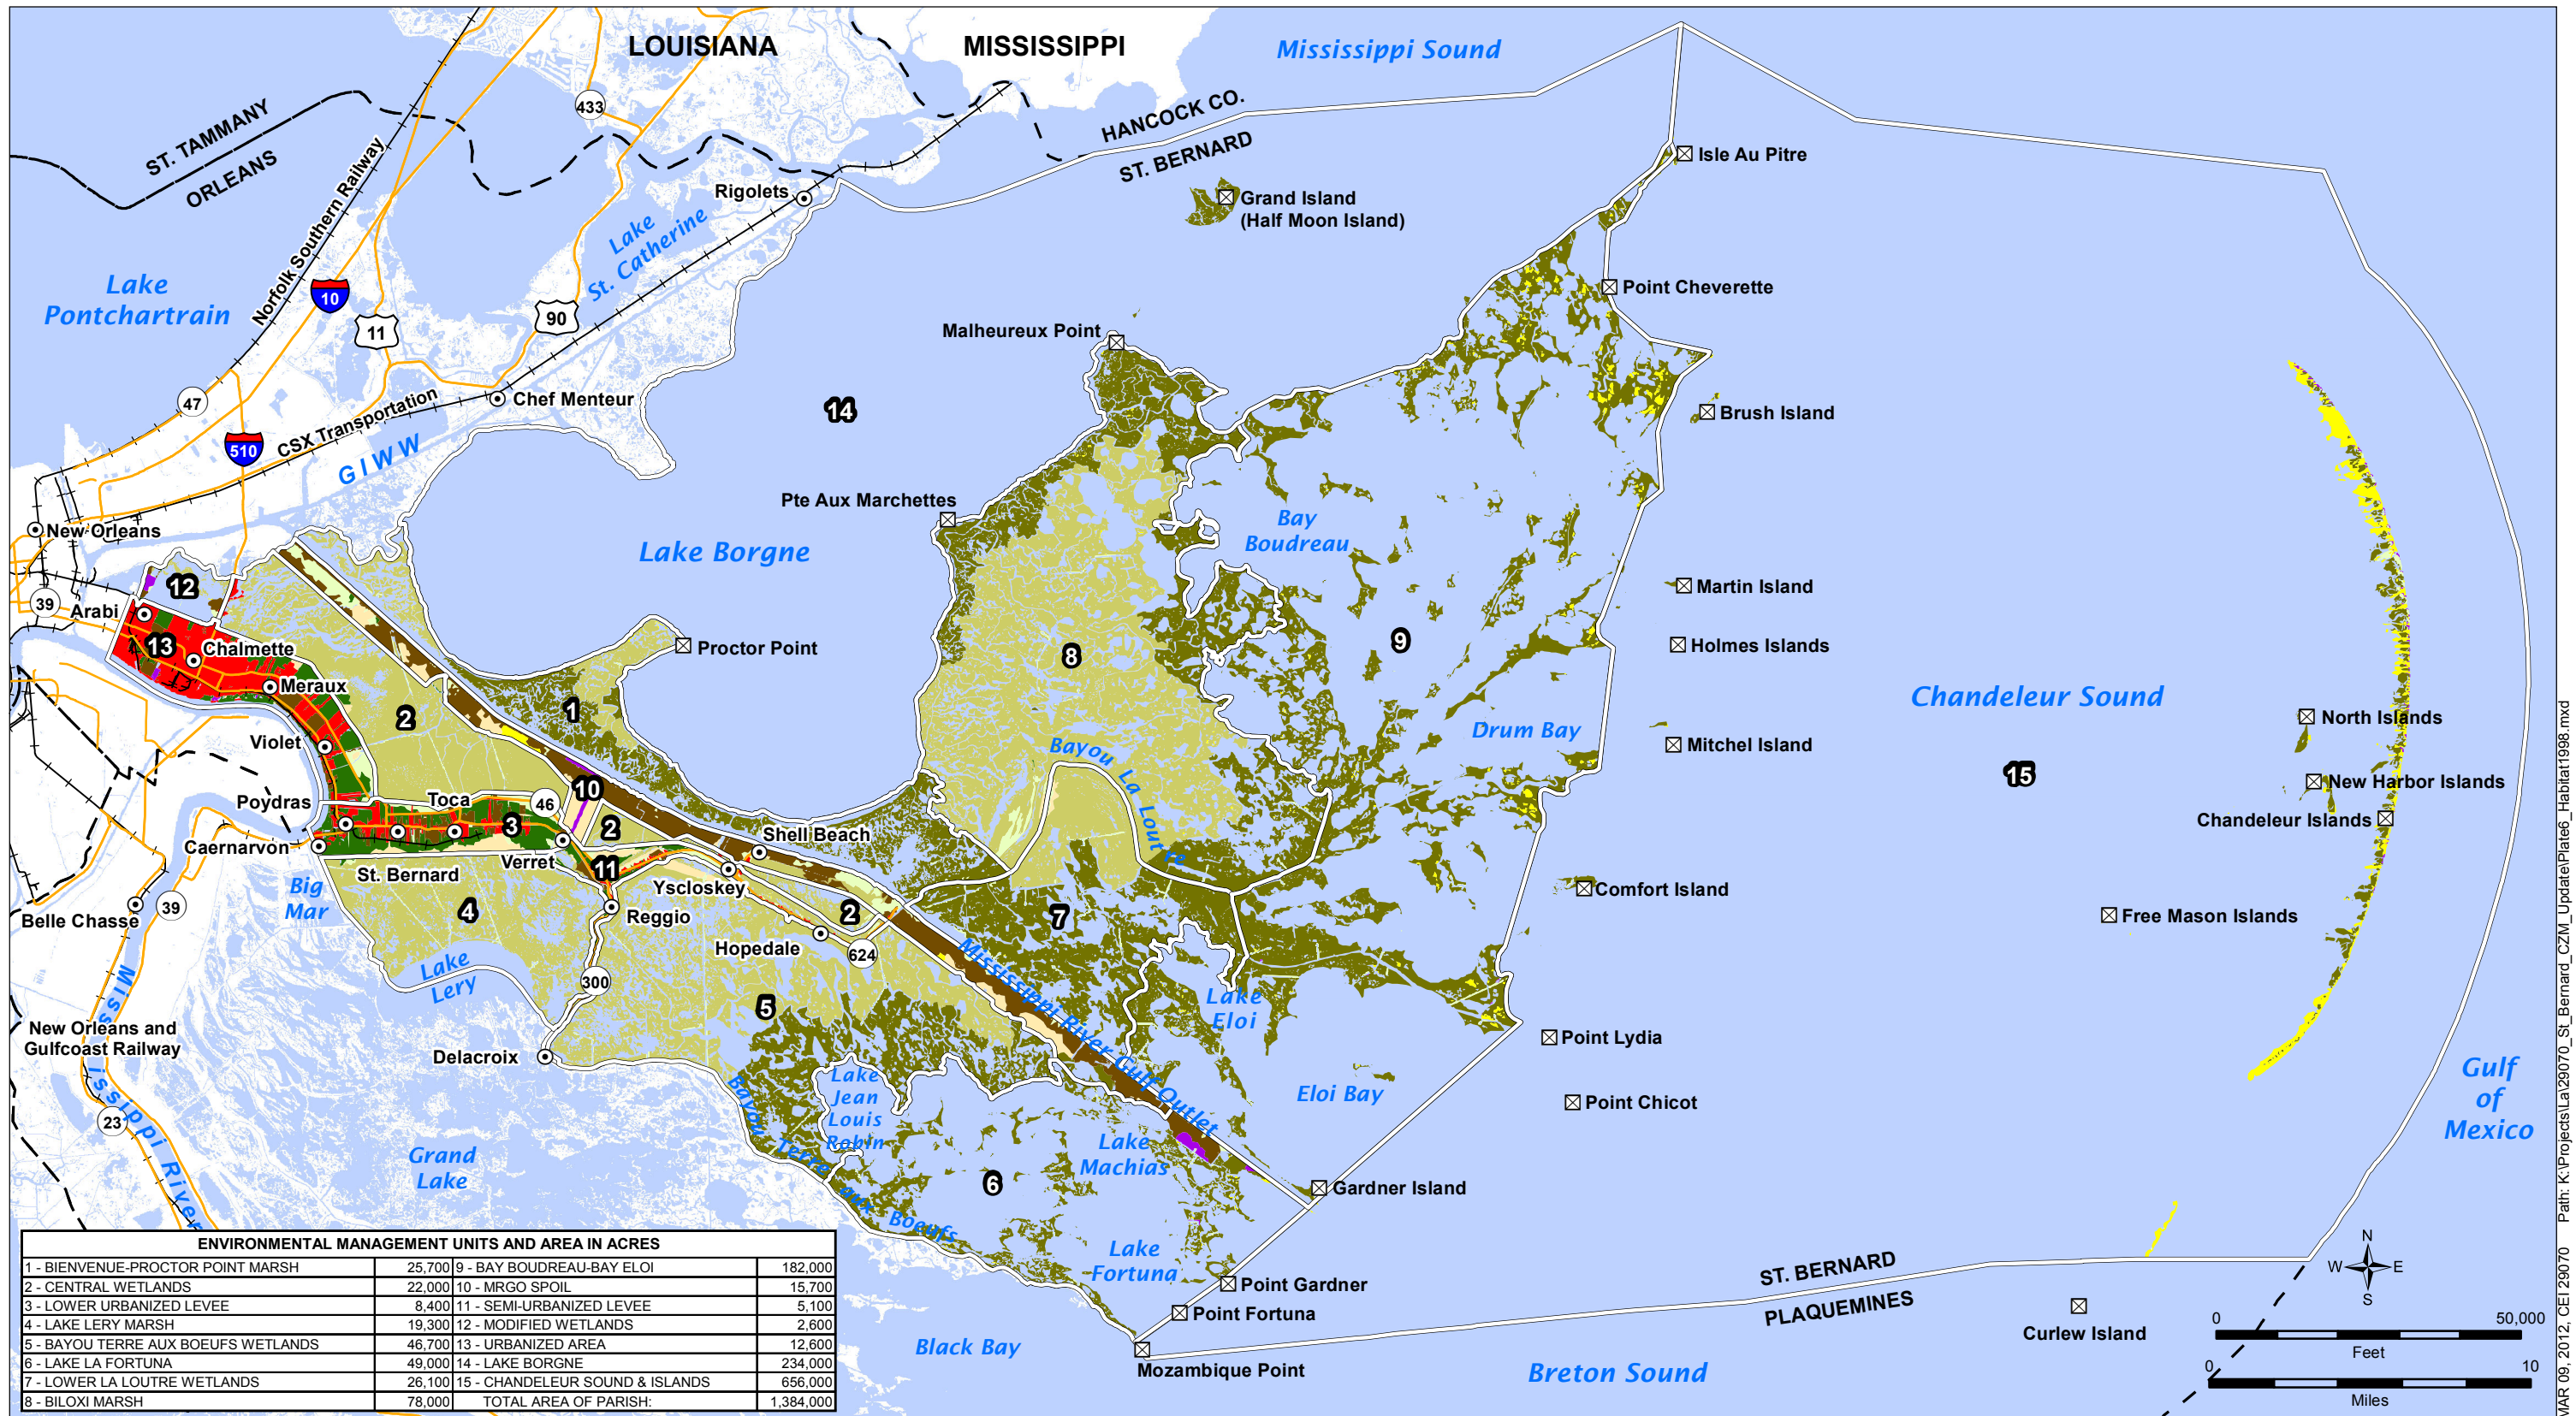 LOUISIANA
MISSISSIPPI
Mississippi Sound
433
HANCOCK CO.
ST. BERNARD
ST. TAMMANY
ORLEANS
Norfolk Southern Railway
Isle Au Pitre
Rigolets
Grand Island
(Half Moon Island)
Lake
St. Catherine
Lake
Pontchartrain
10
11
90
Point Cheverette
Malheureux Point
47
Chef Menteur
CSX Transportation
14
Brush Island
510
GIWW
Pte Aux Marchettes
New Orleans
Bay
Boudreau
Lake Borgne
12
39
Arabi
Martin Island
13
Chalmette
Proctor Point
8
9
Holmes Islands
Meraux
Chandeleur Sound
1
2
North Islands
Violet
Drum Bay
Mitchel Island
Bayou La Loutre
15
New Harbor Islands
10
Poydras
Toca
46
3
2
Shell Beach
Chandeleur Islands
Caernarvon
Verret
11
St. Bernard
Yscloskey
Big
Mar
Comfort Island
Belle Chasse
39
4
Reggio
2
7
Free Mason Islands
Hopedale
624
Mississippi River Gulf Outlet
Lake
Lery
300
Lake
Eloi
5
New Orleans and
Gulfcoast Railway
Delacroix
Point Lydia
Lake
Jean
Louis
Robin
Eloi Bay
Point Chicot
Gulf
of
Mexico
23
Mississippi River
Bayou Terre aux Boeufs
Lake
Machias
Grand
Lake
6
Gardner Island
Lake
Fortuna
Point Gardner
Point Fortuna
ST. BERNARD
PLAQUEMINES
Black Bay
Mozambique Point
Breton Sound
Curlew Island
N
W E
S
0 50,000
Feet
0 10
Miles
ENVIRONMENTAL MANAGEMENT UNITS AND AREA IN ACRES
1 - BIENVENUE-PROCTOR POINT MARSH 25,700 9 - BAY BOUDREAU-BAY ELOI 182,000
2 - CENTRAL WETLANDS 22,000 10 - MRGO SPOIL 15,700
3 - LOWER URBANIZED LEVEE 8,400 11 - SEMI-URBANIZED LEVEE 5,100
4 - LAKE LERY MARSH 19,300 12 - MODIFIED WETLANDS 2,600
5 - BAYOU TERRE AUX BOEUFS WETLANDS 46,700 13 - URBANIZED AREA 12,600
6 - LAKE LA FORTUNA 49,000 14 - LAKE BORGNE 234,000
7 - LOWER LA LOUTRE WETLANDS 26,100 15 - CHANDELEUR SOUND & ISLANDS 656,000
8 - BILOXI MARSH 78,000 TOTAL AREA OF PARISH: 1,384,000
MAR 09, 2012, CEI 29070 Path: K:\Projects\La\29070_St_Bernard_CZM_Update\Plate6_Habitat1998.mxd